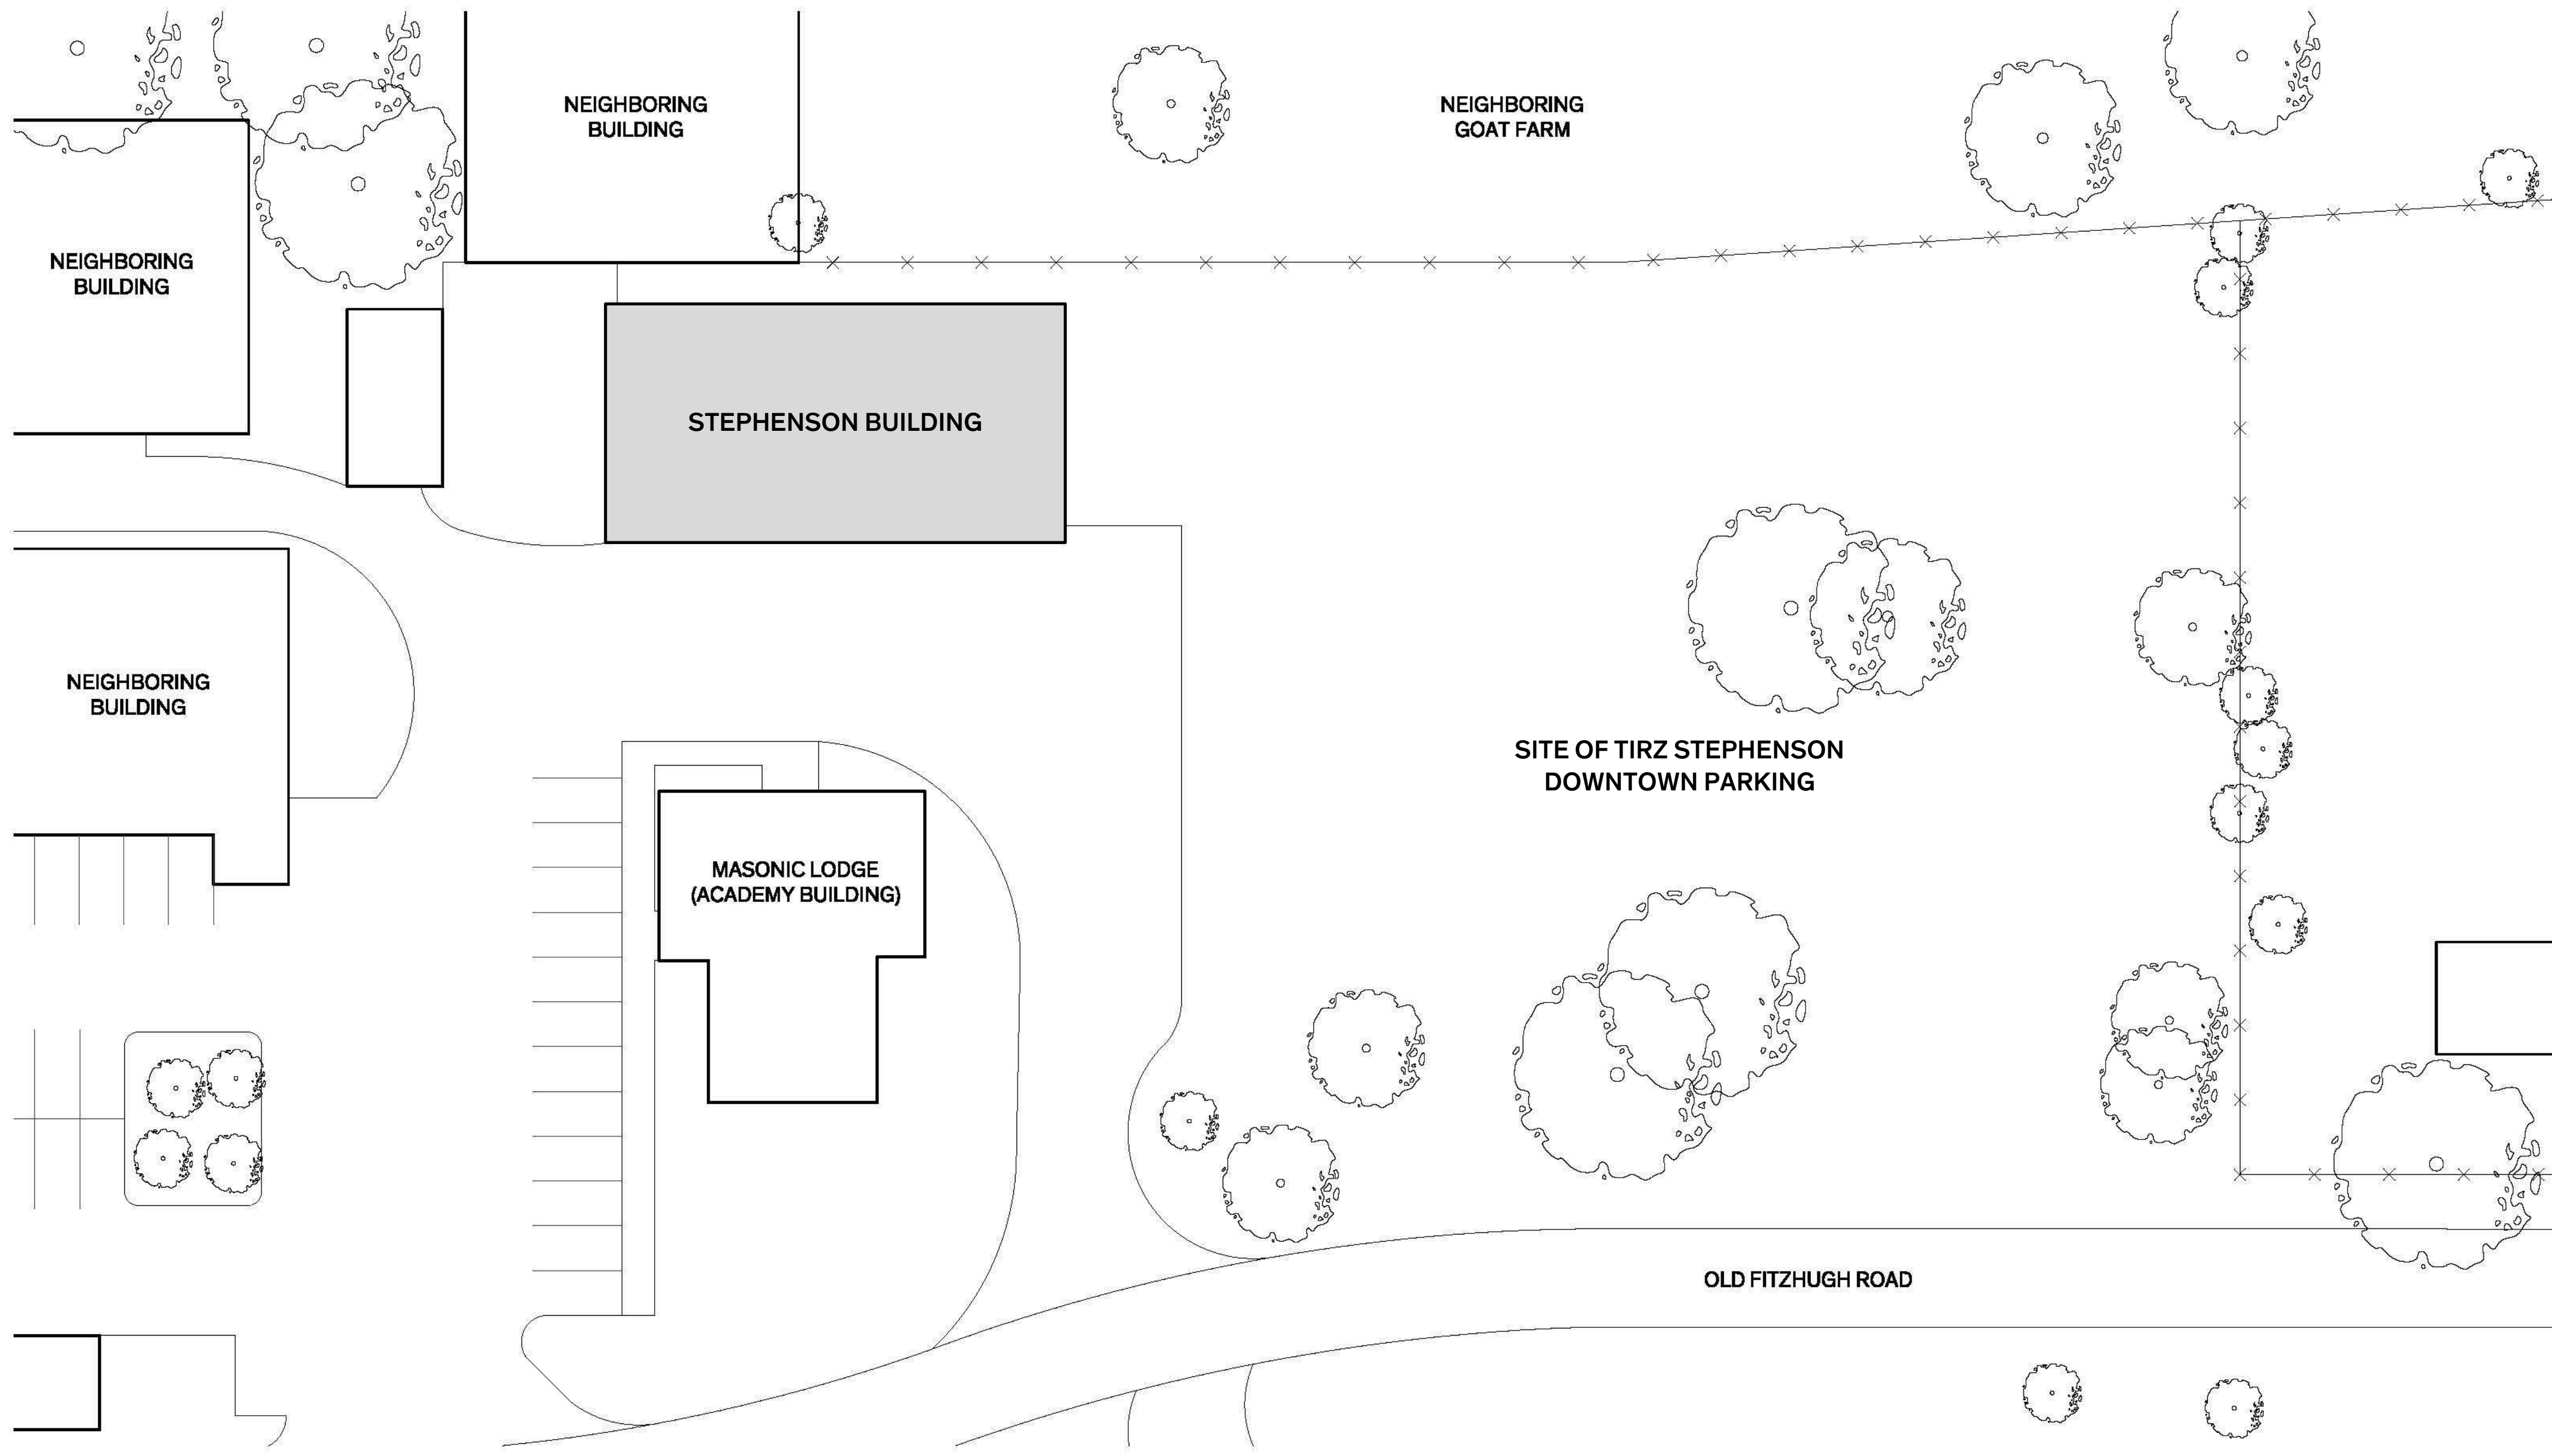 NEIGHBORING
BUILDING
NEIGHBORING
GOAT FARM
NEIGHBORING
BUILDING
STEPHENSON BUILDING
NEIGHBORING
BUILDING
SITE OF TIRZ STEPHENSON
DOWNTOWN PARKING
MASONIC LODGE
(ACADEMY BUILDING)
OLD FITZHUGH ROAD